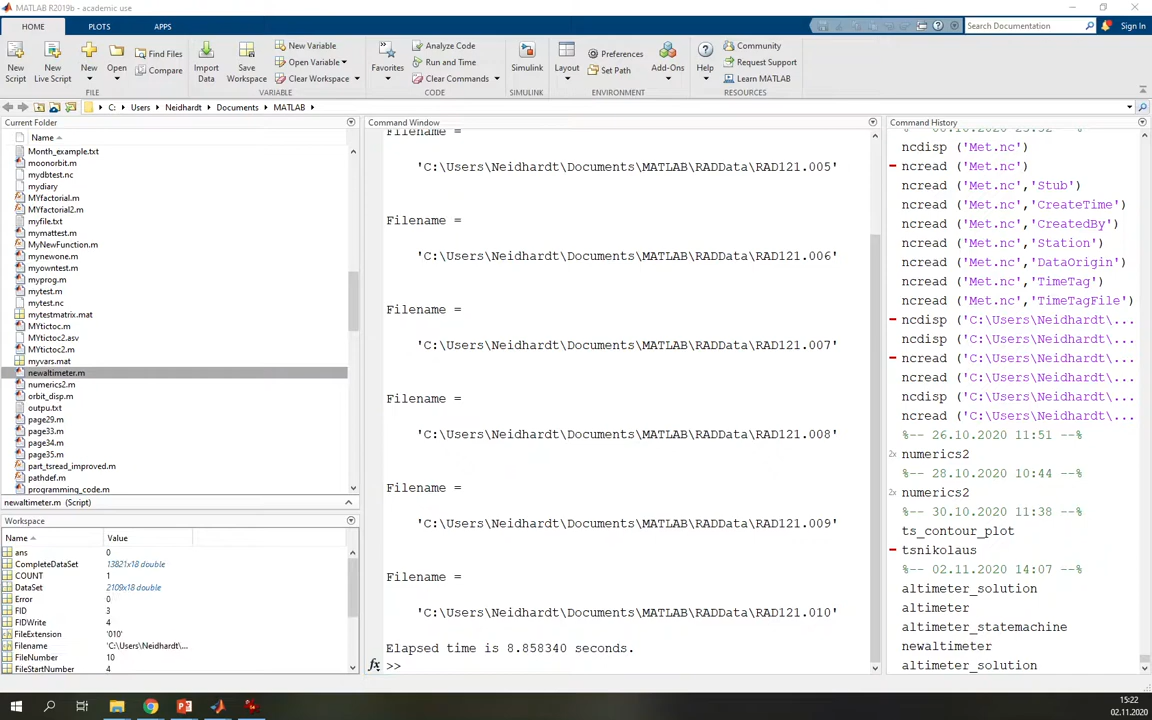 MATLAB R2019b - academic use
HOME PLOTS APPS
Search Documentation Sign In
New Script
New Live Script
New
Open
Find Files
Compare
Import Data
Save Workspace
New Variable
Open Variable
Clear Workspace
Favorites
Analyze Code
Run and Time
Clear Commands
Simulink
Layout
Preferences
Set Path
Add-Ons
Help
Community
Request Support
Learn MATLAB
FILE VARIABLE CODE SIMULINK ENVIRONMENT RESOURCES
C: Users Neidhardt Documents MATLAB
Current Folder
Name
Month_example.txt
moonorbit.m
mydbtest.nc
mydiary
MYfactorial.m
MYfactorial2.m
myfile.txt
mymattest.m
MyNewFunction.m
mynewone.m
myowntest.m
myprog.m
mytest.m
mytest.nc
mytestmatrix.mat
MYtictoc.m
MYtictoc2.asv
MYtictoc2.m
myvars.mat
newaltimeter.m
numerics2.m
orbit_disp.m
outpu.txt
page29.m
page33.m
page34.m
page35.m
part_tsread_improved.m
pathdef.m
programming_code.m
newaltimeter.m (Script)
Workspace
Name Value
ans 0
CompleteDataSet 13821x18 double
COUNT 1
DataSet 2109x18 double
Error 0
FID 3
FIDWrite 4
FileExtension '010'
Filename 'C:\Users\Neidhardt\...
FileNumber 10
FileStartNumber 4
Command Window
Filename =
'C:\Users\Neidhardt\Documents\MATLAB\RADData\RAD121.005'
Filename =
'C:\Users\Neidhardt\Documents\MATLAB\RADData\RAD121.006'
Filename =
'C:\Users\Neidhardt\Documents\MATLAB\RADData\RAD121.007'
Filename =
'C:\Users\Neidhardt\Documents\MATLAB\RADData\RAD121.008'
Filename =
'C:\Users\Neidhardt\Documents\MATLAB\RADData\RAD121.009'
Filename =
'C:\Users\Neidhardt\Documents\MATLAB\RADData\RAD121.010'
Elapsed time is 8.858340 seconds.
fx >>
Command History
ncdisp ('Met.nc')
ncread ('Met.nc')
ncread ('Met.nc','Stub')
ncread ('Met.nc','CreateTime')
ncread ('Met.nc','CreatedBy')
ncread ('Met.nc','Station')
ncread ('Met.nc','DataOrigin')
ncread ('Met.nc','TimeTag')
ncread ('Met.nc','TimeTagFile')
ncdisp ('C:\Users\Neidhardt\...
ncdisp ('C:\Users\Neidhardt\...
ncread ('C:\Users\Neidhardt\...
ncread ('C:\Users\Neidhardt\...
ncdisp ('C:\Users\Neidhardt\...
ncread ('C:\Users\Neidhardt\...
%-- 26.10.2020 11:51 --%
2x numerics2
%-- 28.10.2020 10:44 --%
2x numerics2
%-- 30.10.2020 11:38 --%
ts_contour_plot
tsnikolaus
%-- 02.11.2020 14:07 --%
altimeter_solution
altimeter
altimeter_statemachine
newaltimeter
altimeter_solution
15:22
02.11.2020